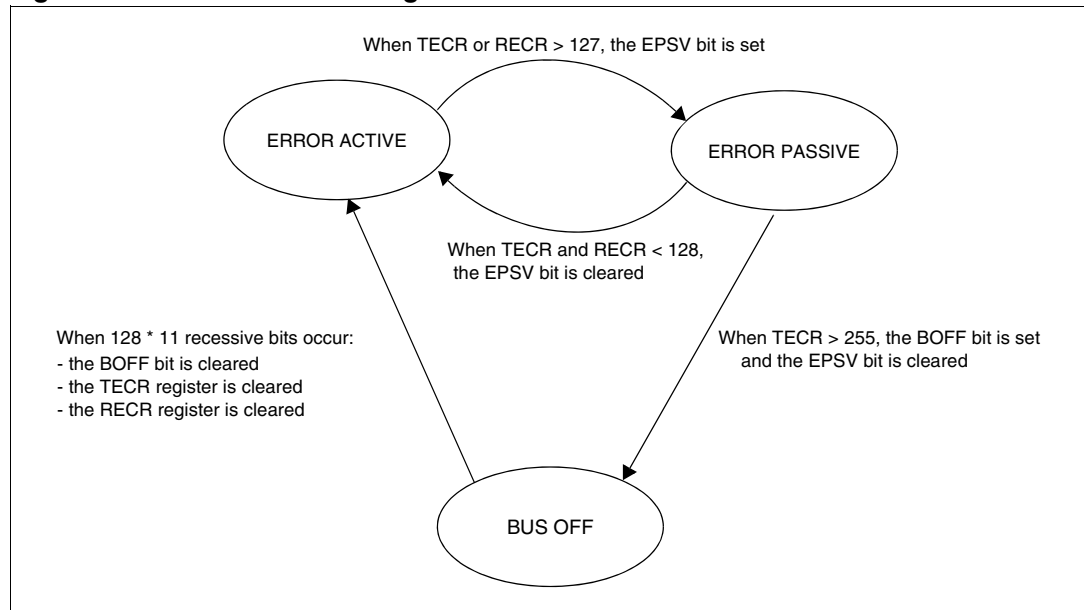 When TECR or RECR > 127, the EPSV bit is set
ERROR ACTIVE
ERROR PASSIVE
When TECR and RECR < 128,
the EPSV bit is cleared
When 128 * 11 recessive bits occur:
- the BOFF bit is cleared
- the TECR register is cleared
- the RECR register is cleared
When TECR > 255, the BOFF bit is set
and the EPSV bit is cleared
BUS OFF